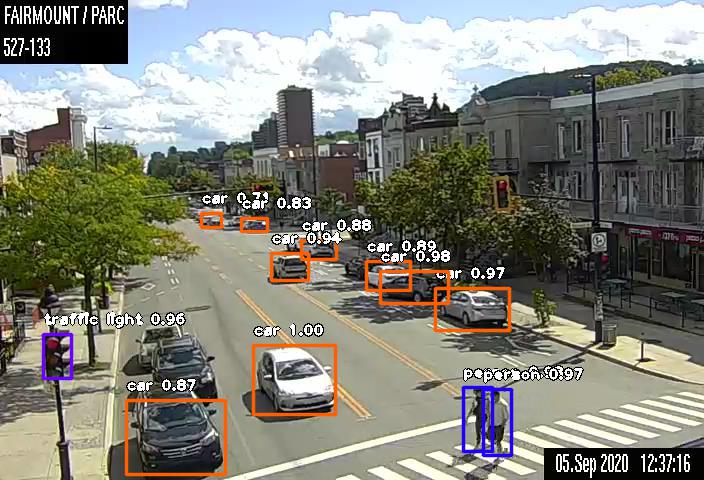 FAIRMOUNT / PARC
527-133
car 0.83
car 0.88
car 0.94
car 0.89
car 0.98
car 0.97
traffic light 0.96
car 1.00
car 0.87
person 0.97
05.Sep 2020 12:37:16